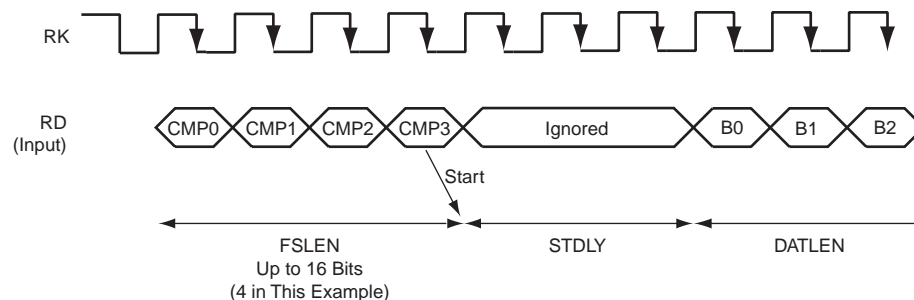 RK
RD
(Input)
CMP0 CMP1 CMP2 CMP3 Ignored B0 B1 B2
Start
FSLEN
Up to 16 Bits
(4 in This Example)
STDLY
DATLEN